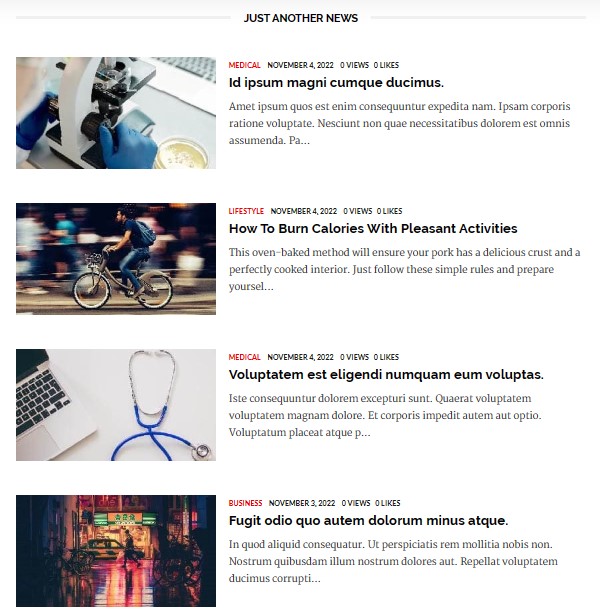 JUST ANOTHER NEWS
MEDICAL NOVEMBER 4, 2022 0 VIEWS 0 LIKES
Id ipsum magni cumque ducimus.
Amet ipsum quos est enim consequuntur expedita nam. Ipsam corporis
ratione voluptate. Nesciunt non quae necessitatibus dolorem est omnis
assumenda. Pa...
LIFESTYLE NOVEMBER 4, 2022 0 VIEWS 0 LIKES
How To Burn Calories With Pleasant Activities
This oven-baked method will ensure your pork has a delicious crust and a
perfectly cooked interior. Just follow these simple rules and prepare
yoursel...
MEDICAL NOVEMBER 4, 2022 0 VIEWS 0 LIKES
Voluptatem est eligendi numquam eum voluptas.
Iste consequuntur dolorem excepturi sunt. Quaerat voluptatem
voluptatem magnam dolore. Et corporis impedit autem aut optio.
Voluptatum placeat atque p...
BUSINESS NOVEMBER 3, 2022 0 VIEWS 0 LIKES
Fugit odio quo autem dolorum minus atque.
In quod aliquid consequatur. Ut perspiciatis rem mollitia nobis non.
Nostrum quibusdam illum nostrum dolores aut. Repellat voluptatem
ducimus corrupti...